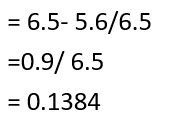 = 6.5- 5.6/6.5
=0.9/ 6.5
= 0.1384